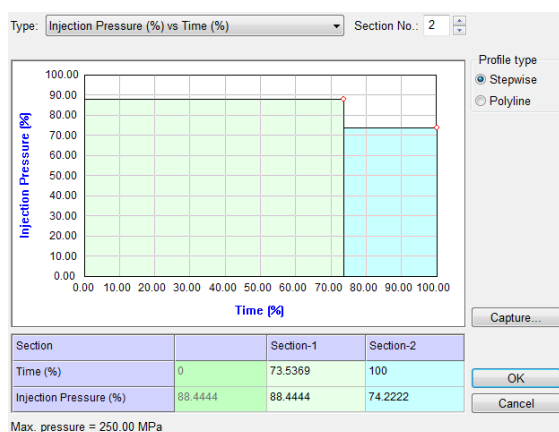 Type: Injection Pressure (%) vs Time (%) Section No.: 2
Profile type
Stepwise
Polyline
Injection Pressure (%)
100.00
90.00
80.00
70.00
60.00
50.00
40.00
30.00
20.00
10.00
0.00
0.00 10.00 20.00 30.00 40.00 50.00 60.00 70.00 80.00 90.00 100.00
Time (%)
Capture...
Section Section-1 Section-2
Time (%) 0 73.5369 100
Injection Pressure (%) 88.4444 88.4444 74.2222
OK
Cancel
Max. pressure = 250.00 MPa